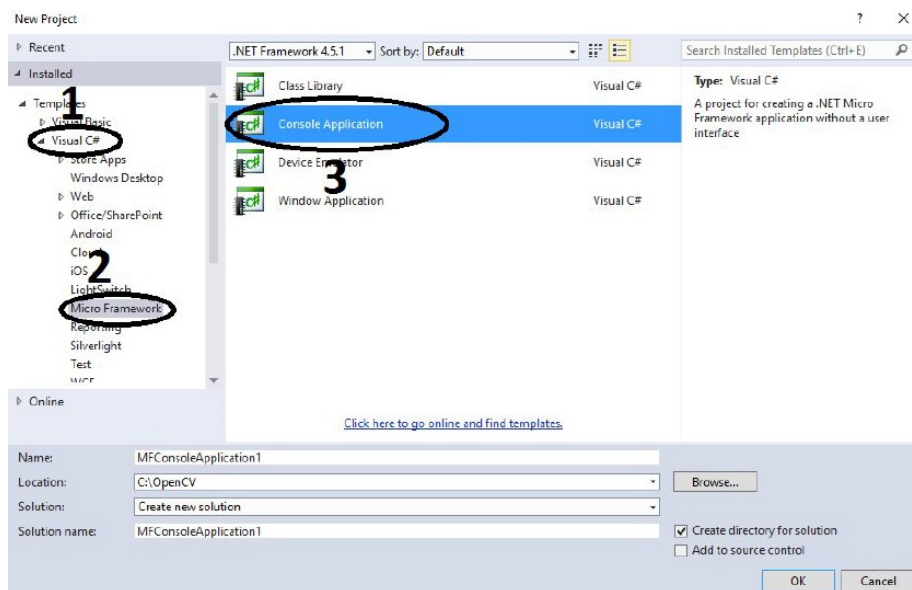 New Project
? X
Recent
.NET Framework 4.5.1 Sort by: Default
Search Installed Templates (Ctrl+E)
Installed
Templates
1
Visual Basic
Visual C#
Store Apps
Windows Desktop
Web
Office/SharePoint
Android
Cloud
iOS
2
LightSwitch
Micro Framework
Reporting
Silverlight
Test
WCF
Online
Class Library Visual C#
Console Application Visual C#
Device Emulator Visual C#
3
Window Application Visual C#
Click here to go online and find templates.
Type: Visual C#
A project for creating a .NET Micro
Framework application without a user
interface
Name: MFConsoleApplication1
Location: C:\OpenCV
Browse...
Solution: Create new solution
Solution name: MFConsoleApplication1
Create directory for solution
Add to source control
OK Cancel